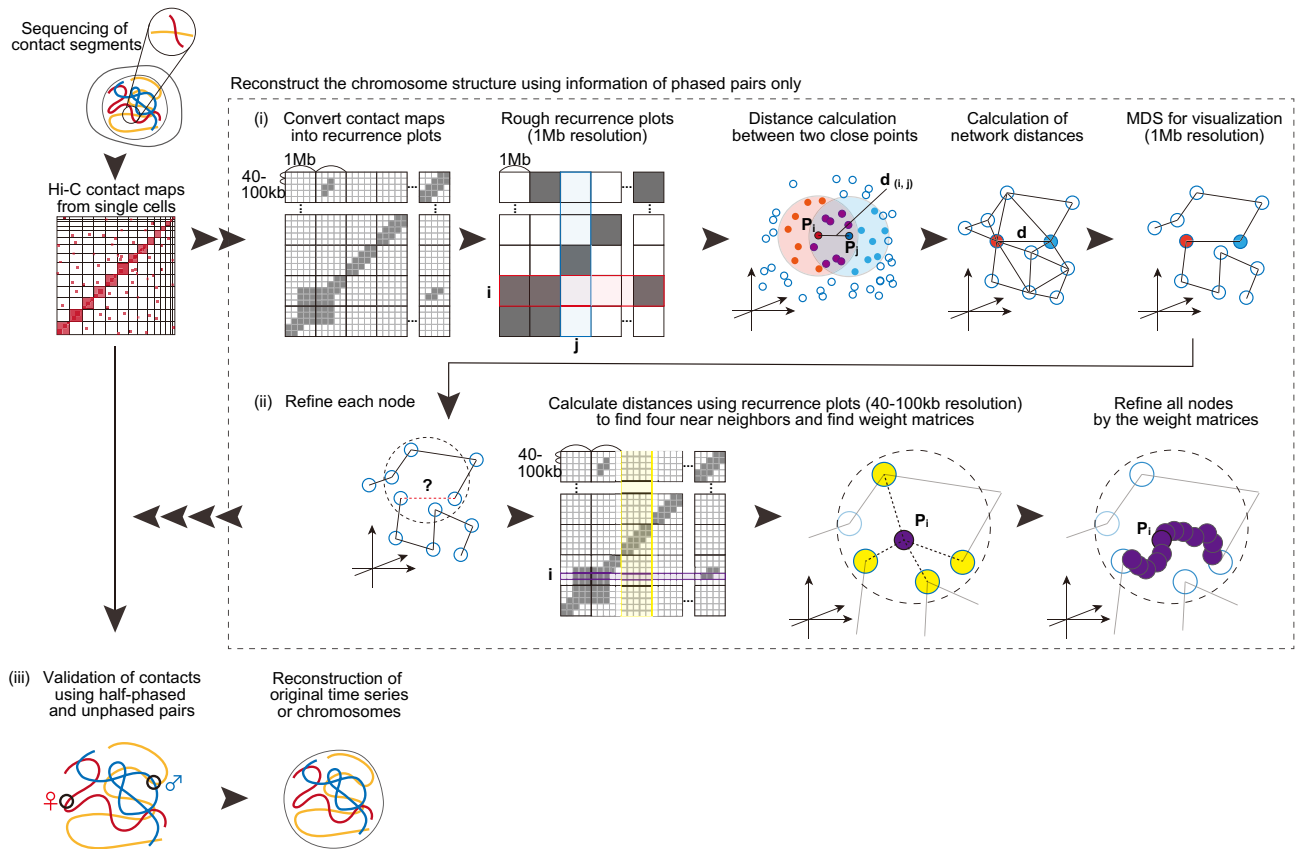 Sequencing of
contact segments
Hi-C contact maps
from single cells
Reconstruct the chromosome structure using information of phased pairs only
(i) Convert contact maps
into recurrence plots
1Mb
40-
100kb
...
...
...
Rough recurrence plots
(1Mb resolution)
1Mb
...
...
...
i
j
Distance calculation
between two close points
d (i, j)
Pi
Pj
Calculation of
network distances
d
MDS for visualization
(1Mb resolution)
(ii) Refine each node
?
Calculate distances using recurrence plots (40-100kb resolution)
to find four near neighbors and find weight matrices
40-
100kb
...
...
...
i
Pi
Refine all nodes
by the weight matrices
Pi
(iii) Validation of contacts
using half-phased
and unphased pairs
♀
♂
Reconstruction of
original time series
or chromosomes